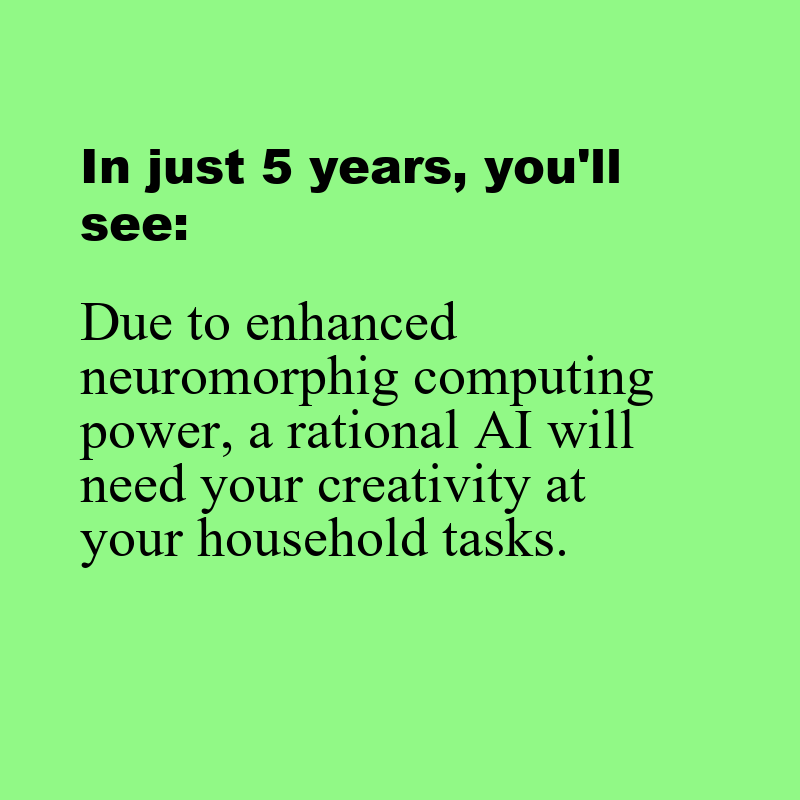 In just 5 years, you'll
see:
Due to enhanced
neuromorphig computing
power, a rational AI will
need your creativity at
your household tasks.